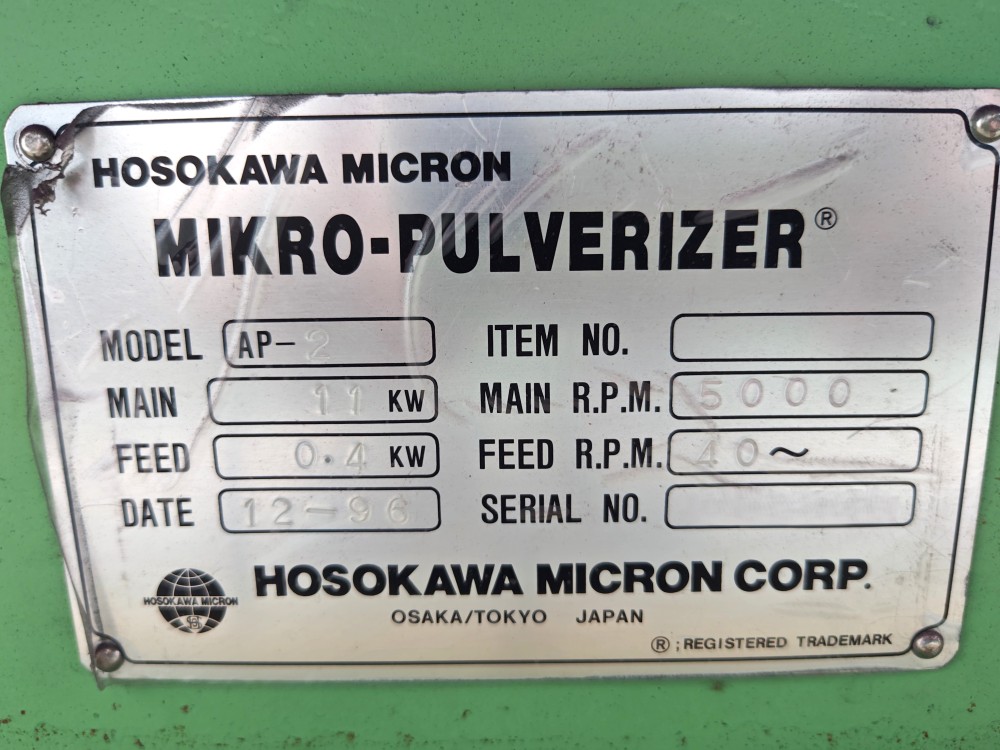 HOSOKAWA MICRON
MIKRO-PULVERIZER®
MODEL AP-2 ITEM NO.
MAIN 11 KW MAIN R.P.M. 5000
FEED 0.4 KW FEED R.P.M. 40~
DATE 12-96 SERIAL NO.
HOSOKAWA MICRON HOSOKAWA MICRON CORP.
OSAKA/TOKYO JAPAN
®;REGISTERED TRADEMARK